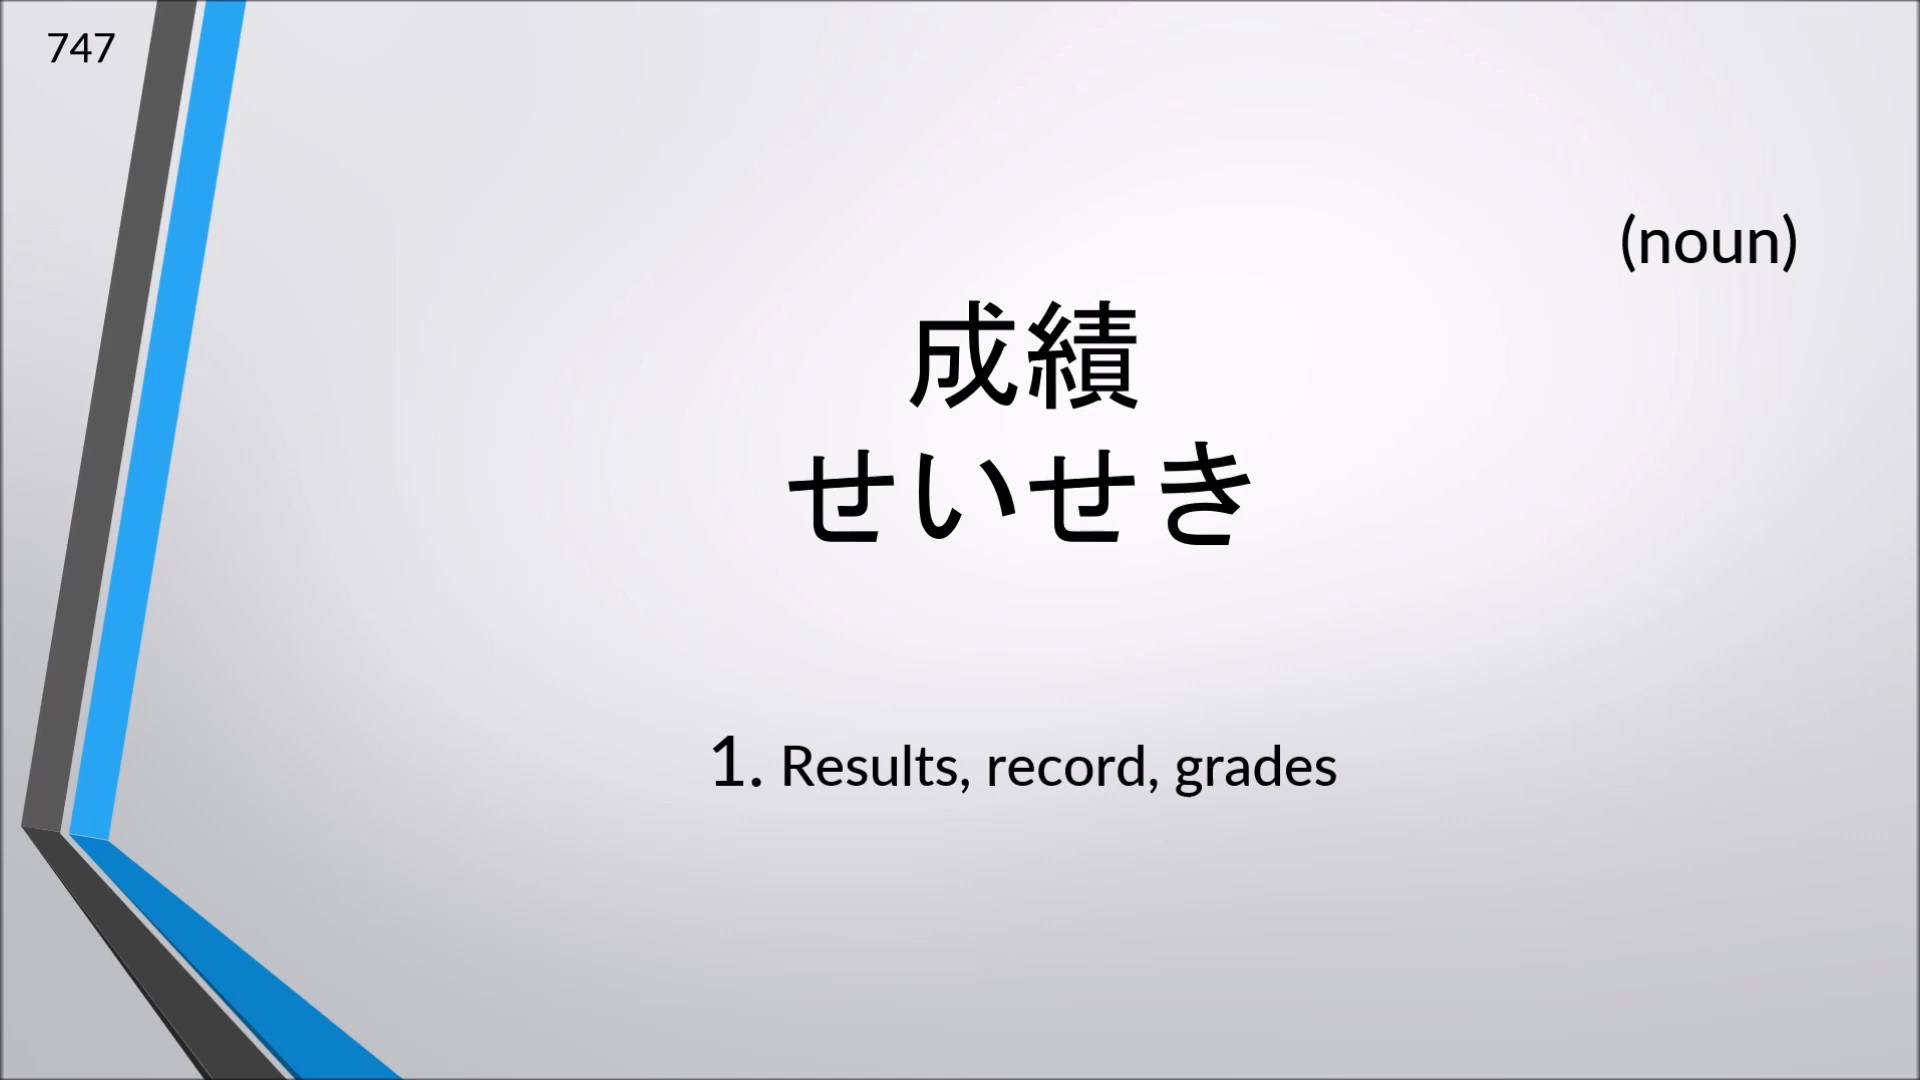 747
(noun)
成績
せいせき
1. Results, record, grades